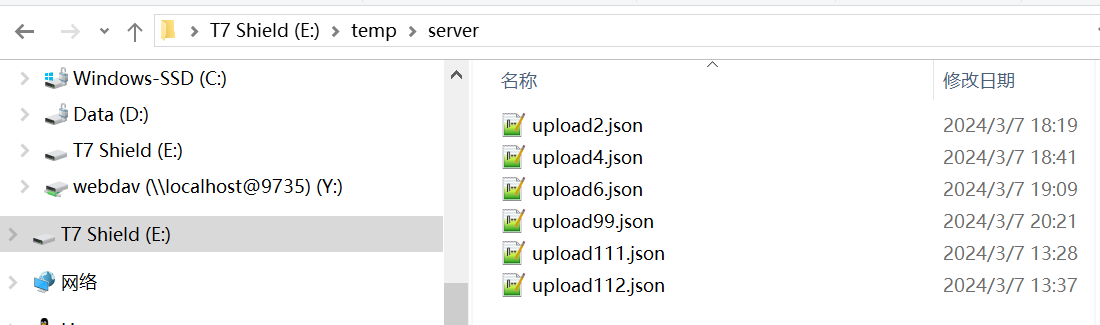 T7 Shield (E:) temp server
Windows-SSD (C:)
Data (D:)
T7 Shield (E:)
webdav (\\localhost@9735) (Y:)
T7 Shield (E:)
网络
名称 修改日期
upload2.json 2024/3/7 18:19
upload4.json 2024/3/7 18:41
upload6.json 2024/3/7 19:09
upload99.json 2024/3/7 20:21
upload111.json 2024/3/7 13:28
upload112.json 2024/3/7 13:37